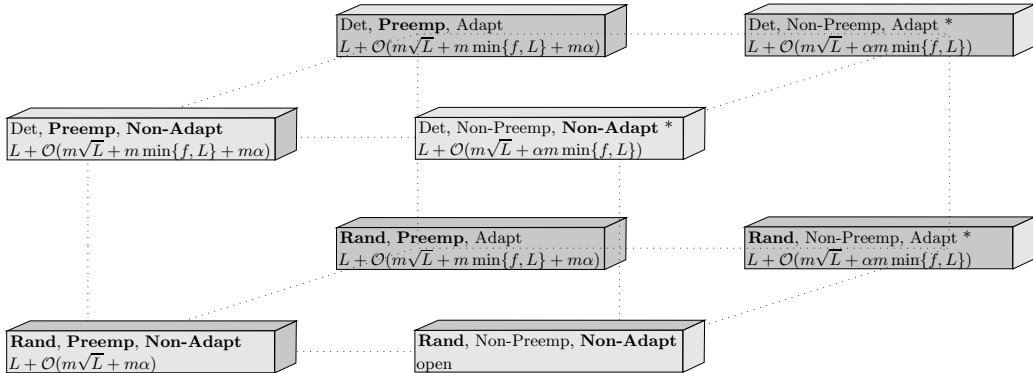 Det, Preemp, Adapt
L + O(m√L + m min{f, L} + mα)
Det, Non-Preemp, Adapt *
L + O(m√L + αm min{f, L})
Det, Preemp, Non-Adapt
L + O(m√L + m min{f, L} + mα)
Det, Non-Preemp, Non-Adapt *
L + O(m√L + αm min{f, L})
Rand, Preemp, Adapt
L + O(m√L + m min{f, L} + mα)
Rand, Non-Preemp, Adapt *
L + O(m√L + αm min{f, L})
Rand, Preemp, Non-Adapt
L + O(m√L + mα)
Rand, Non-Preemp, Non-Adapt
open